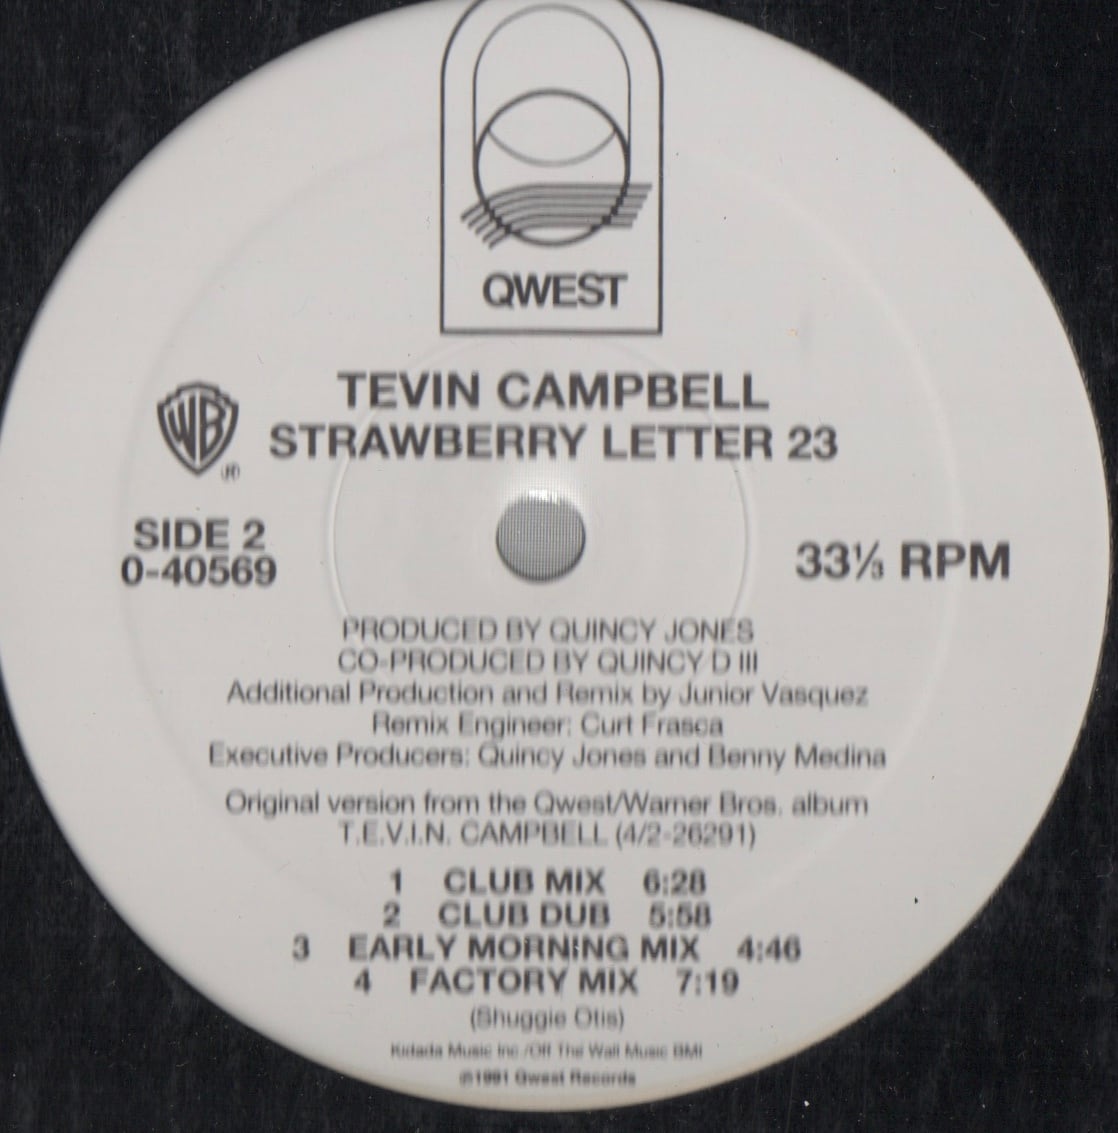 QWEST
TEVIN CAMPBELL
STRAWBERRY LETTER 23
WB
®
SIDE 2
0-40569
33⅓ RPM
PRODUCED BY QUINCY JONES
CO-PRODUCED BY QUINCY D III
Additional Production and Remix by Junior Vasquez
Remix Engineer: Curt Frasca
Executive Producers: Quincy Jones and Benny Medina
Original version from the Qwest/Warner Bros. album
T.E.V.I.N. CAMPBELL (4/2-26291)
1 CLUB MIX 6:28
2 CLUB DUB 5:58
3 EARLY MORNING MIX 4:46
4 FACTORY MIX 7:19
(Shuggie Otis)
Kidada Music Inc./Off The Wall Music BMI
℗1991 Qwest Records